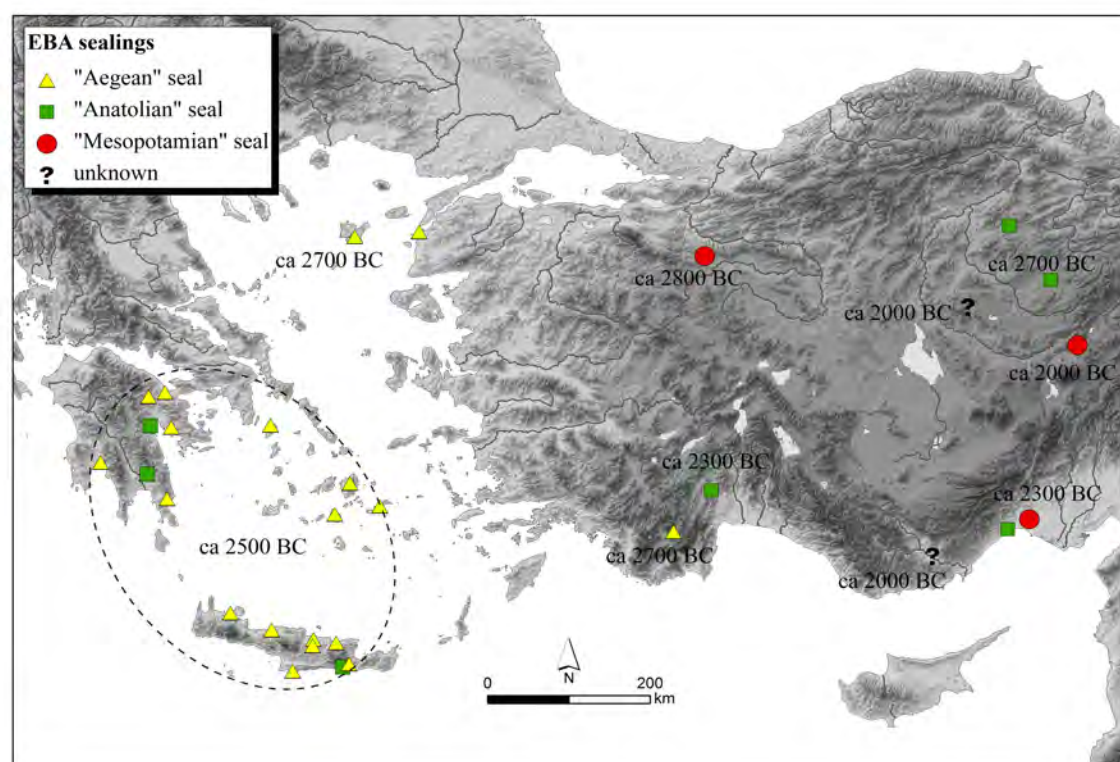 EBA sealings
"Aegean" seal
"Anatolian" seal
"Mesopotamian" seal
? unknown
ca 2700 BC
ca 2800 BC
ca 2700 BC
ca 2000 BC ?
ca 2000 BC
ca 2300 BC
ca 2300 BC
ca 2500 BC
ca 2700 BC
?
ca 2000 BC
N
0 200
km